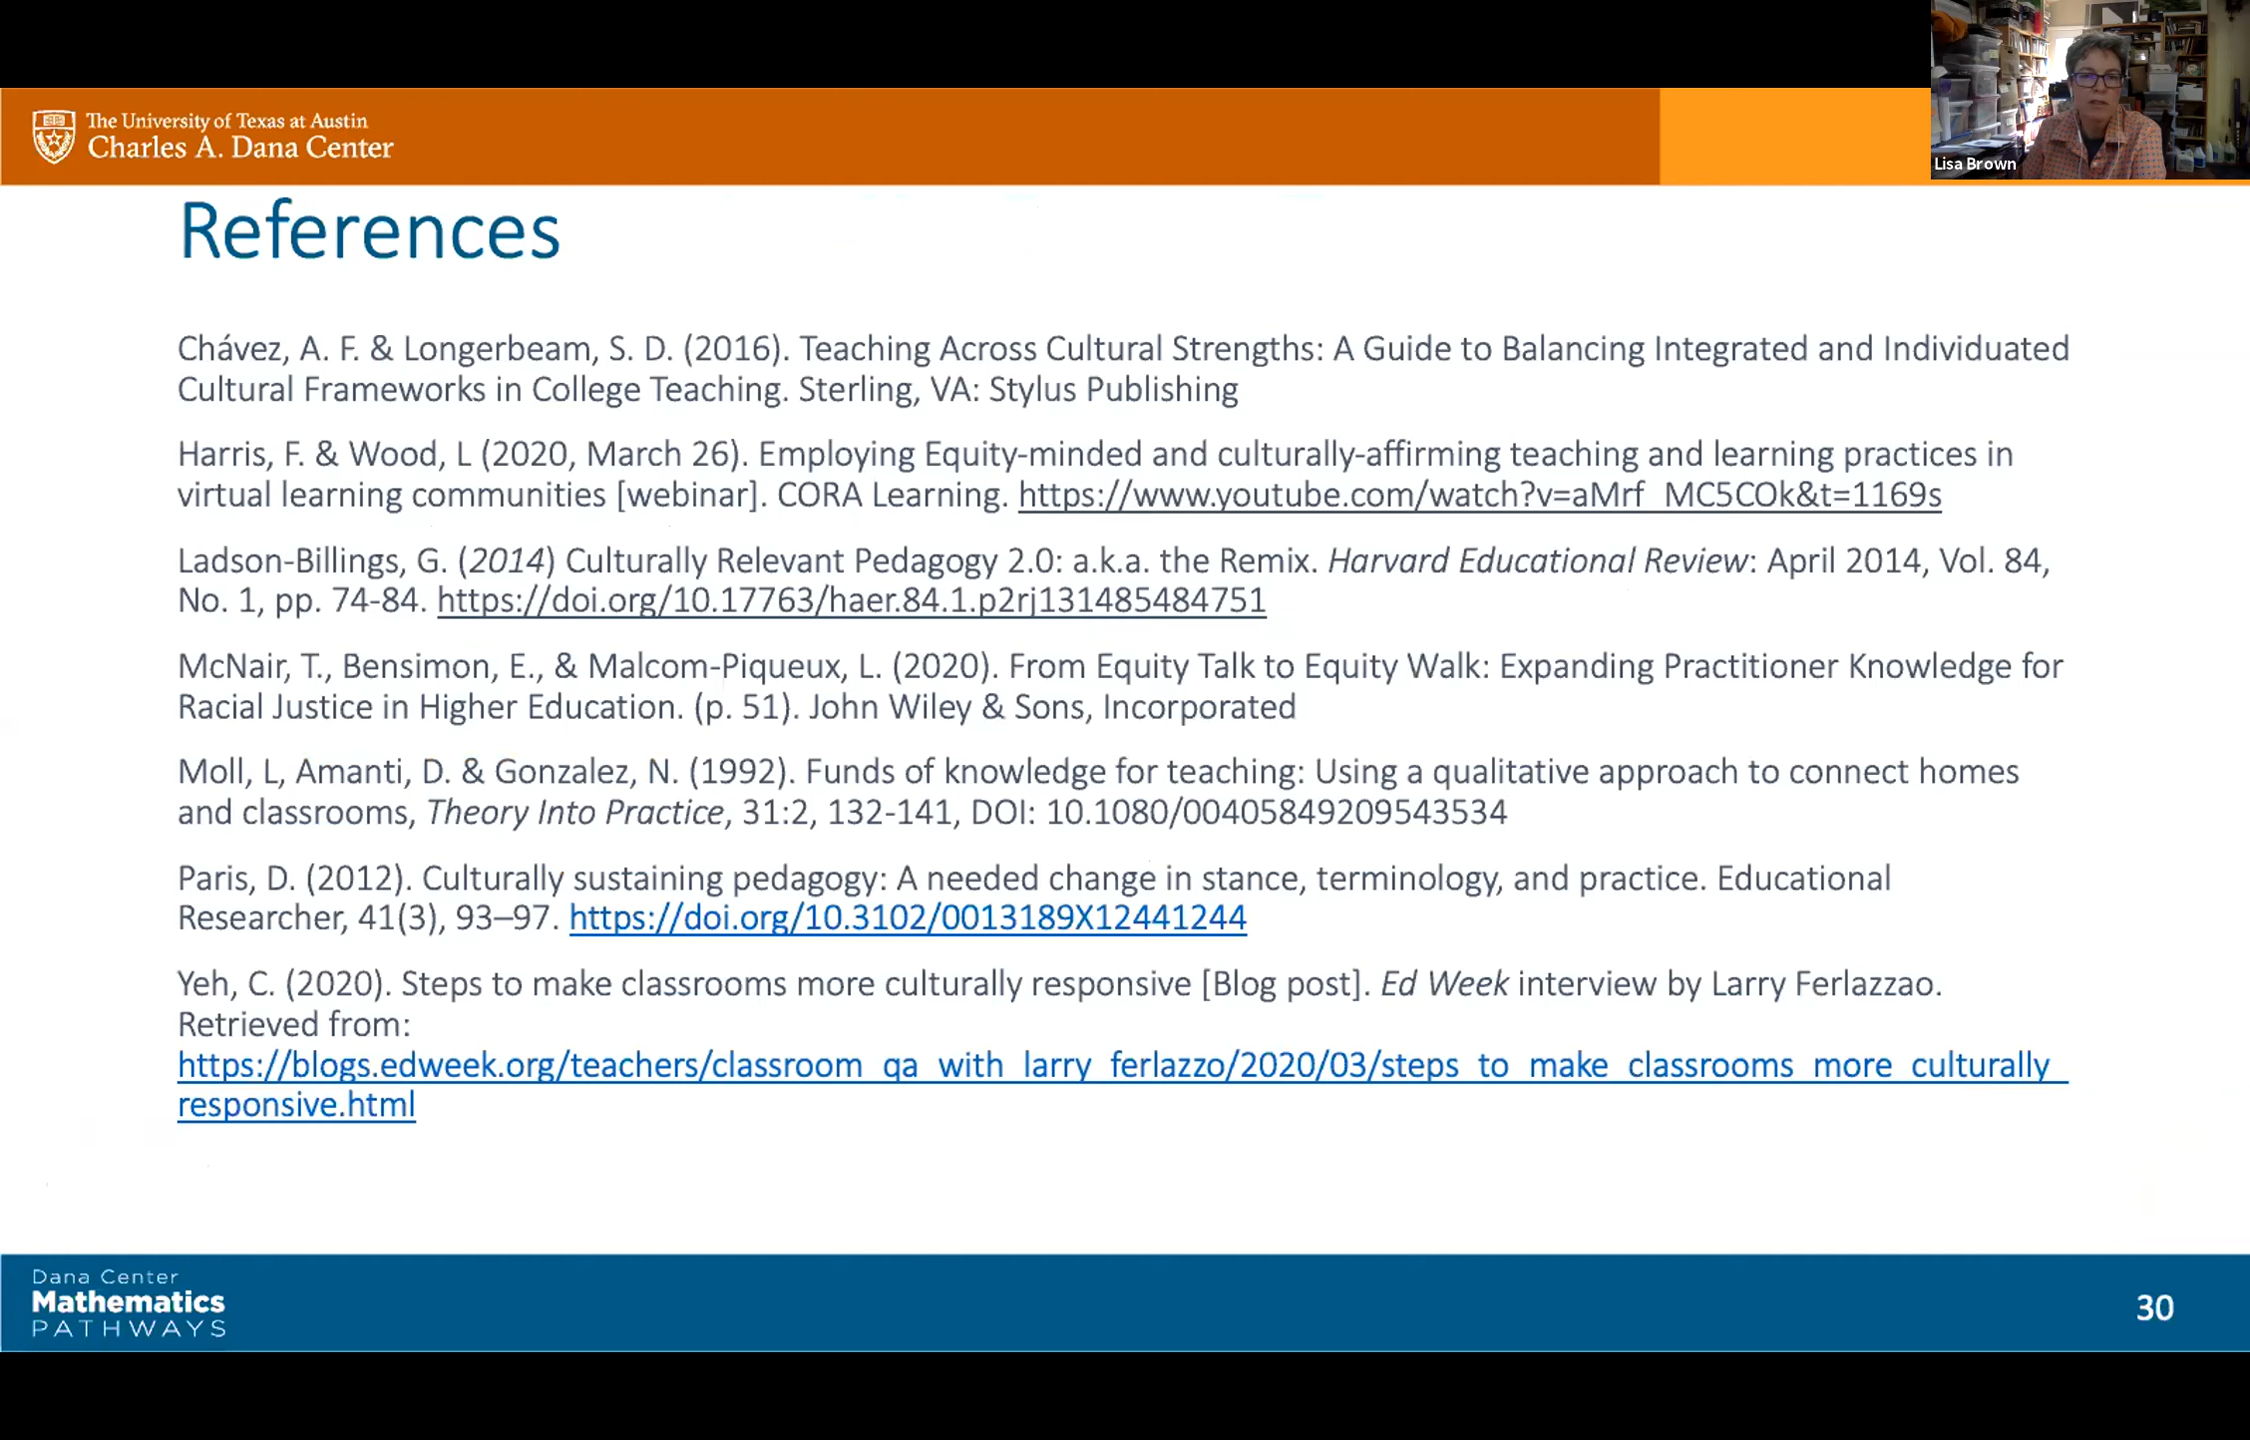 The University of Texas at Austin
Charles A. Dana Center
Lisa Brown
References
Chávez, A. F. & Longerbeam, S. D. (2016). Teaching Across Cultural Strengths: A Guide to Balancing Integrated and Individuated
Cultural Frameworks in College Teaching. Sterling, VA: Stylus Publishing
Harris, F. & Wood, L (2020, March 26). Employing Equity-minded and culturally-affirming teaching and learning practices in
virtual learning communities [webinar]. CORA Learning. https://www.youtube.com/watch?v=aMrf_MC5COk&t=1169s
Ladson-Billings, G. (2014) Culturally Relevant Pedagogy 2.0: a.k.a. the Remix. Harvard Educational Review: April 2014, Vol. 84,
No. 1, pp. 74-84. https://doi.org/10.17763/haer.84.1.p2rj131485484751
McNair, T., Bensimon, E., & Malcom-Piqueux, L. (2020). From Equity Talk to Equity Walk: Expanding Practitioner Knowledge for
Racial Justice in Higher Education. (p. 51). John Wiley & Sons, Incorporated
Moll, L, Amanti, D. & Gonzalez, N. (1992). Funds of knowledge for teaching: Using a qualitative approach to connect homes
and classrooms, Theory Into Practice, 31:2, 132-141, DOI: 10.1080/00405849209543534
Paris, D. (2012). Culturally sustaining pedagogy: A needed change in stance, terminology, and practice. Educational
Researcher, 41(3), 93–97. https://doi.org/10.3102/0013189X12441244
Yeh, C. (2020). Steps to make classrooms more culturally responsive [Blog post]. Ed Week interview by Larry Ferlazzao.
Retrieved from:
https://blogs.edweek.org/teachers/classroom_qa_with_larry_ferlazzo/2020/03/steps_to_make_classrooms_more_culturally_
responsive.html
Dana Center
Mathematics
PATHWAYS
30